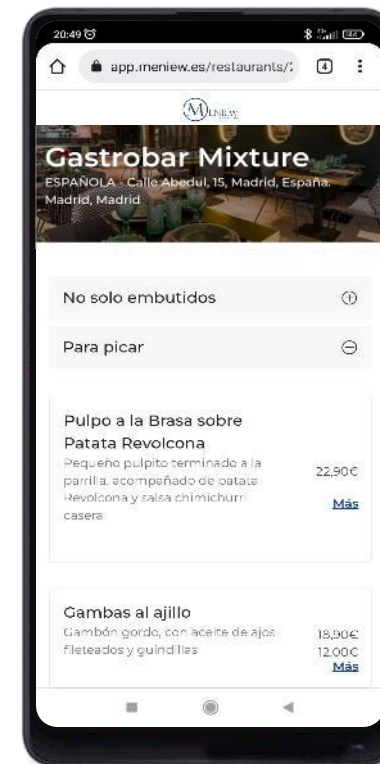 20:49
app.meniew.es/restaurants/
4
MENIEW
Gastrobar Mixture
ESPAÑOLA - Calle Abedul, 15, Madrid, España.
Madrid, Madrid
No solo embutidos
Para picar
Pulpo a la Brasa sobre
Patata Revolcona
Pequeño pulpito terminado a la
parrilla, acompañado de patata
Revolcona y salsa chimichurri
casera
22,90€
Más
Gambas al ajillo
Gambón gordo, con aceite de ajos
fileteados y guindillas
18,90€
12,00€
Más